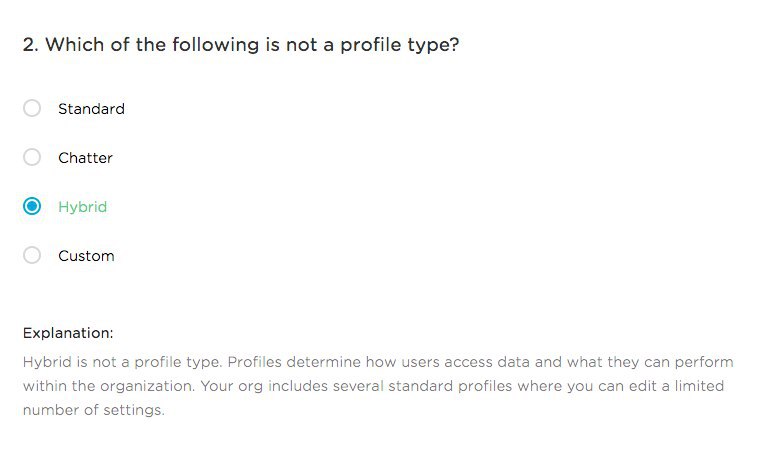 2. Which of the following is not a profile type?
Standard
Chatter
Hybrid
Custom
Explanation:
Hybrid is not a profile type. Profiles determine how users access data and what they can perform
within the organization. Your org includes several standard profiles where you can edit a limited
number of settings.